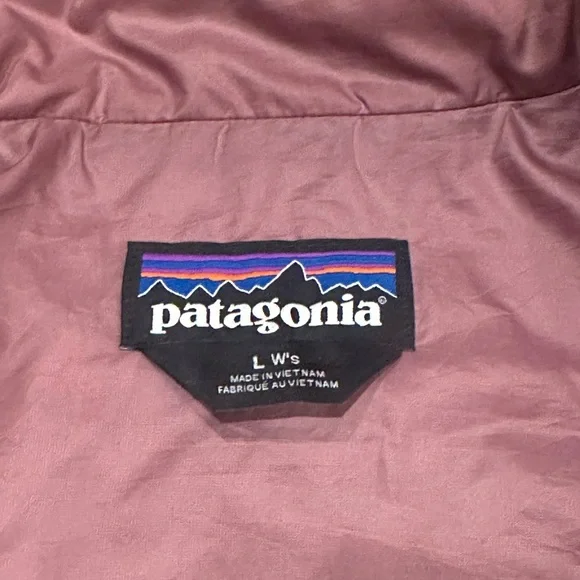 patagonia®
L W's
MADE IN VIETNAM
FABRIQUÉ AU VIETNAM